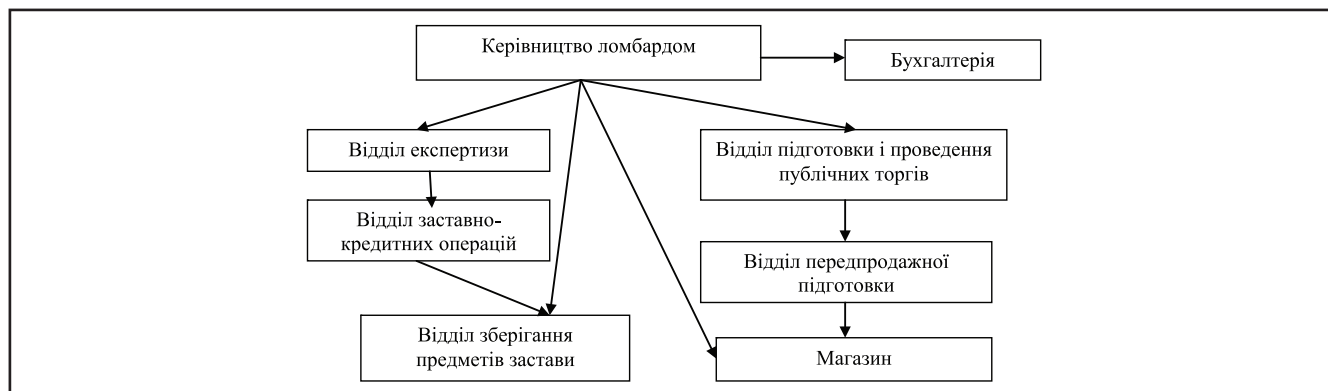 Керівництво ломбардом
Бухгалтерія
Відділ експертизи
Відділ підготовки і проведення
публічних торгів
Відділ заставно-
кредитних операцій
Відділ передпродажної
підготовки
Відділ зберігання
предметів застави
Магазин